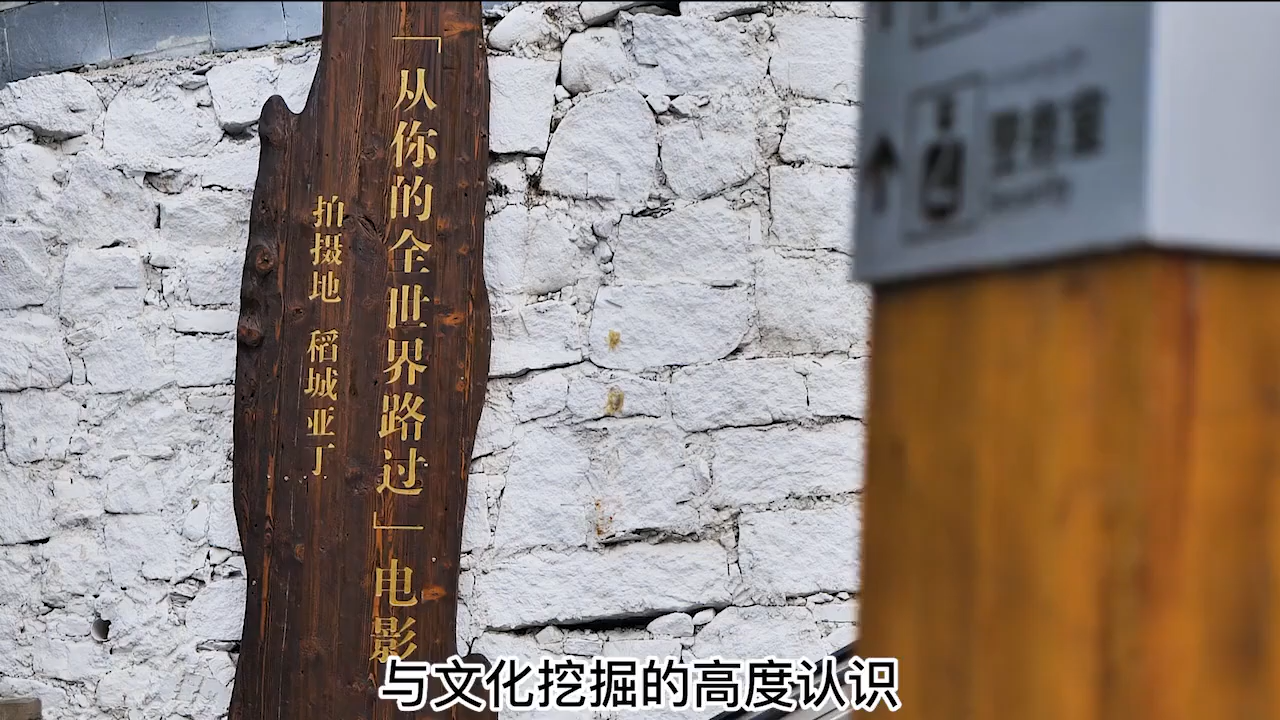 「从你的全世界路过」电影
拍摄地 稻城亚丁
与文化挖掘的高度认识